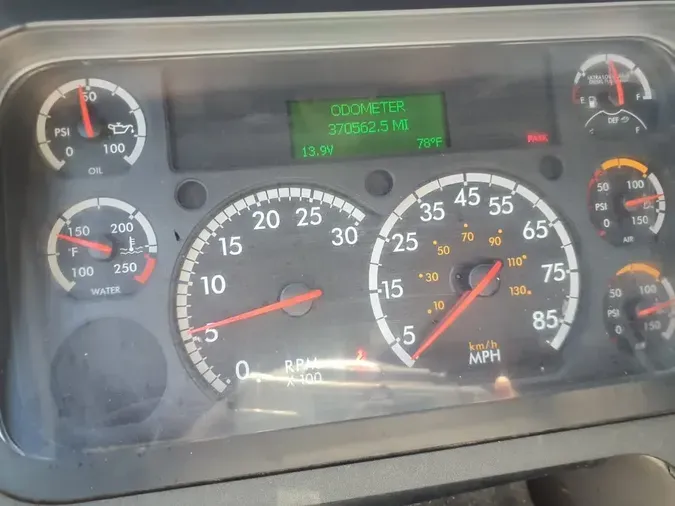 50
PSI
0 100
OIL
ODOMETER
370562.5 MI
13.9V 78°F
PARK
E F
DEF
50 100
PSI
0 150
AIR
150 200
°F
100 250
WATER
0
5
10
15
20
25
30
RPM
X 100
5
15
25
35
45
55
65
75
85
10
30
50
70
90
110
130
km/h
MPH
50 100
PSI
0 150
AIR